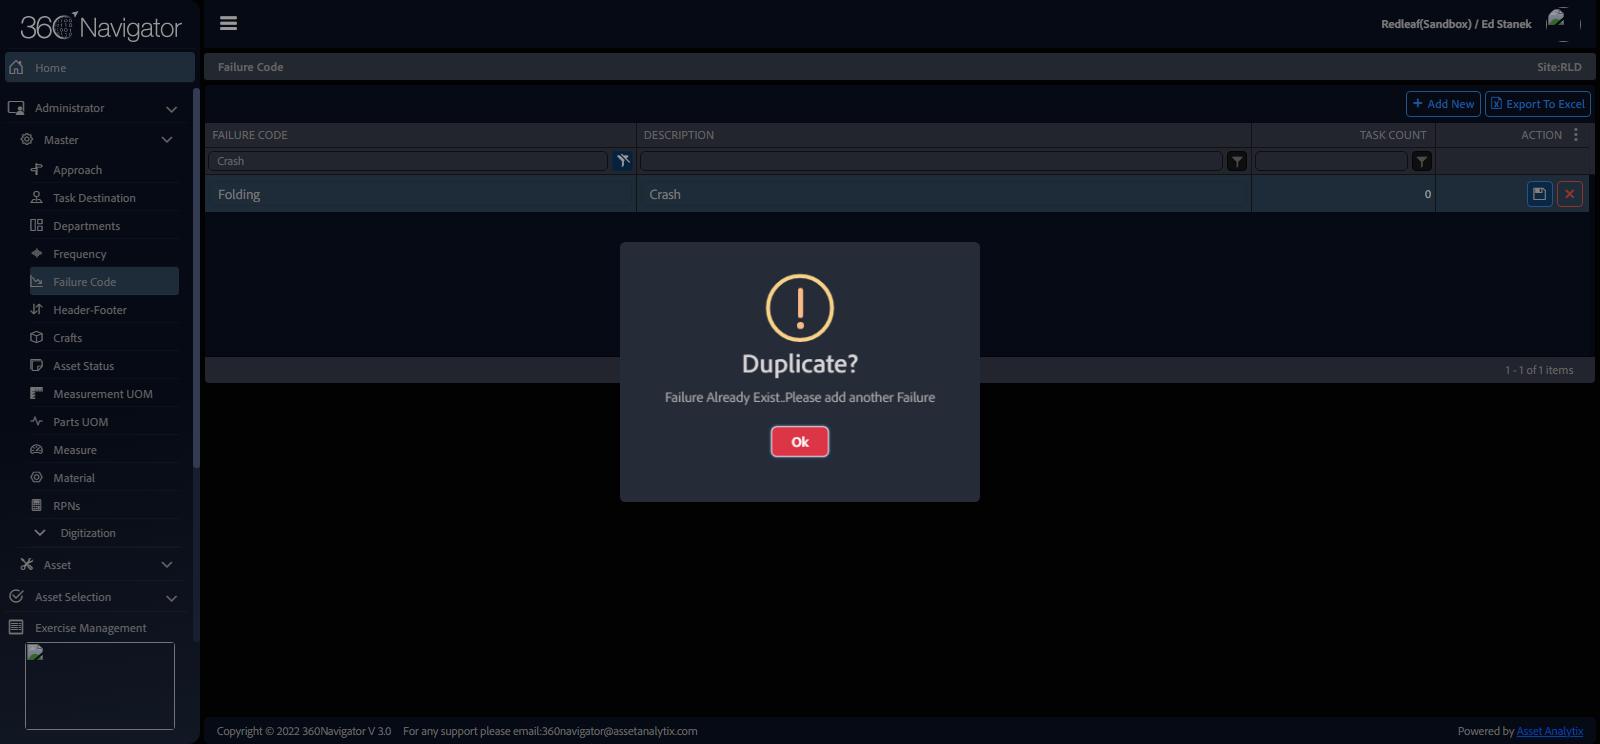 360 Navigator
Redleaf(Sandbox) / Ed Stanek
Home
Failure Code
Site:RLD
Administrator
Master
Approach
Task Destination
Departments
Frequency
Failure Code
Header-Footer
Crafts
Asset Status
Measurement UOM
Parts UOM
Measure
Material
RPNs
Digitization
Asset
Asset Selection
Exercise Management
+ Add New
Export To Excel
FAILURE CODE DESCRIPTION TASK COUNT ACTION
Crash
Folding Crash 0
1 - 1 of 1 items
Duplicate?
Failure Already Exist..Please add another Failure
Ok
Copyright © 2022 360Navigator V 3.0 For any support please email:360navigator@assetanalytix.com
Powered by Asset Analytix